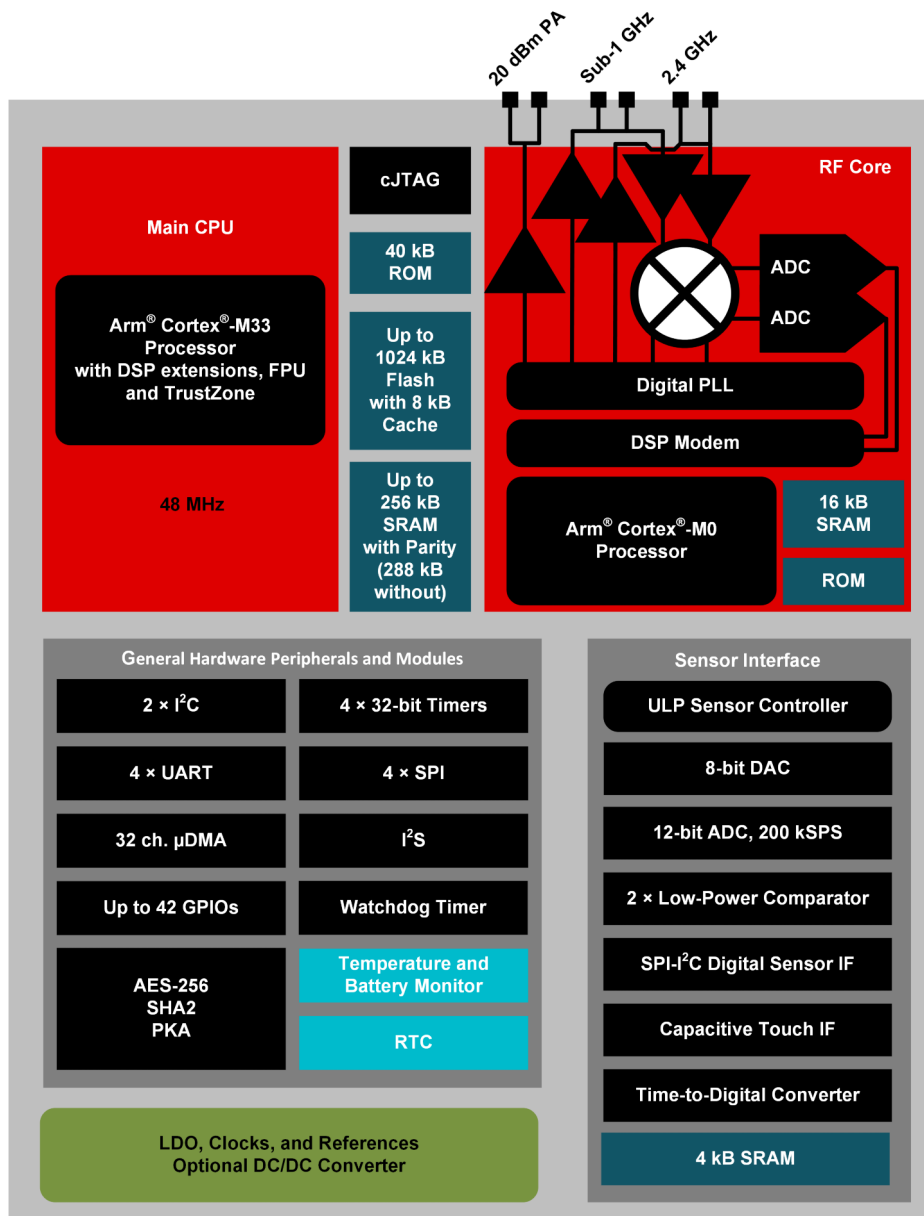 20 dBm PA
Sub-1 GHz
2.4 GHz
Main CPU
Arm® Cortex®-M33
Processor
with DSP extensions, FPU
and TrustZone
48 MHz
cJTAG
40 kB
ROM
Up to
1024 kB
Flash
with 8 kB
Cache
Up to
256 kB
SRAM
with Parity
(288 kB
without)
RF Core
ADC
ADC
Digital PLL
DSP Modem
Arm® Cortex®-M0
Processor
16 kB
SRAM
ROM
General Hardware Peripherals and Modules
2 × I²C
4 × 32-bit Timers
4 × UART
4 × SPI
32 ch. µDMA
I²S
Up to 42 GPIOs
Watchdog Timer
AES-256
SHA2
PKA
Temperature and
Battery Monitor
RTC
Sensor Interface
ULP Sensor Controller
8-bit DAC
12-bit ADC, 200 kSPS
2 × Low-Power Comparator
SPI-I²C Digital Sensor IF
Capacitive Touch IF
Time-to-Digital Converter
4 kB SRAM
LDO, Clocks, and References
Optional DC/DC Converter